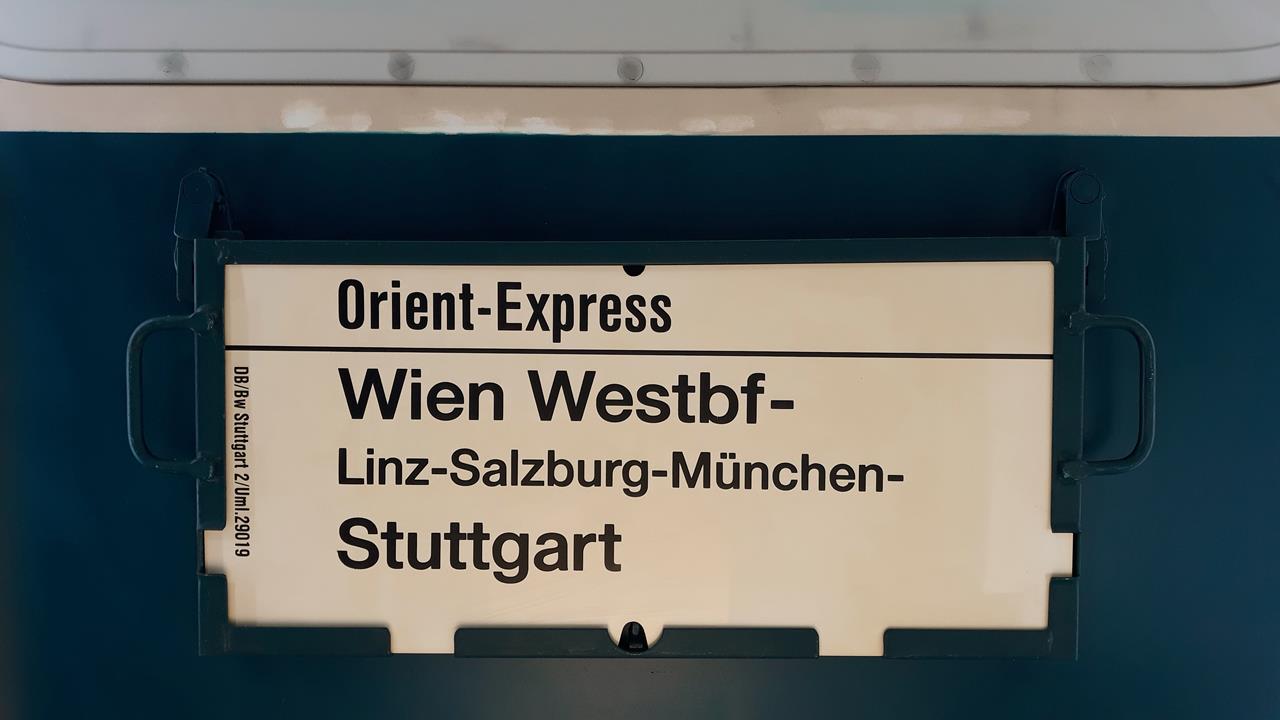 Orient-Express
Wien Westbf-
Linz-Salzburg-München-
Stuttgart
DB/Bw Stuttgart 2/Uml.29019